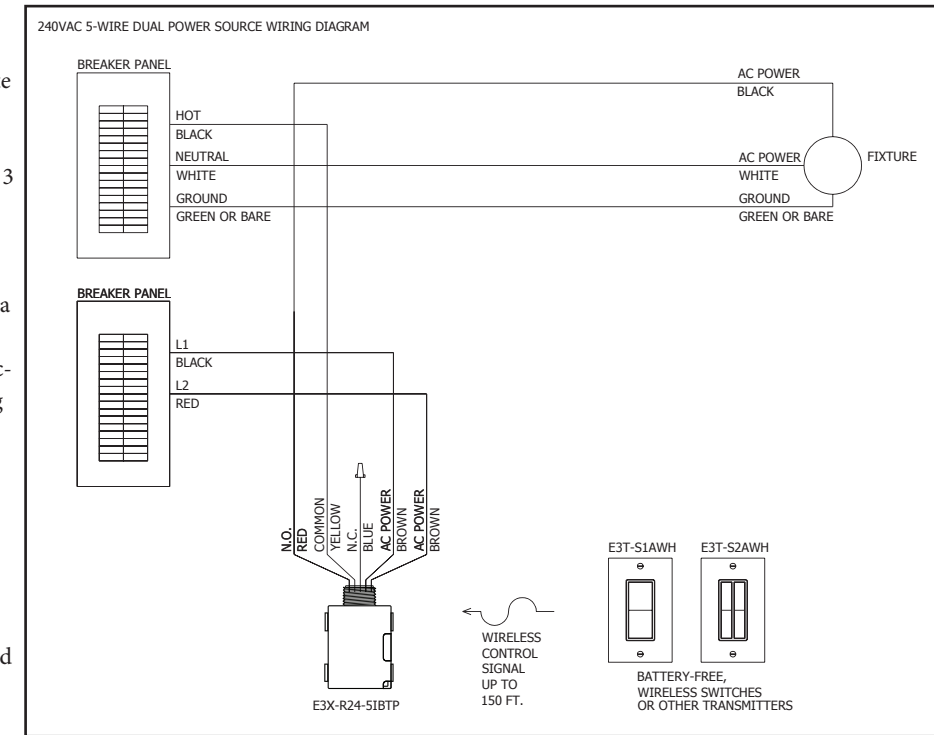 240VAC 5-WIRE DUAL POWER SOURCE WIRING DIAGRAM
BREAKER PANEL
HOT
BLACK
NEUTRAL
WHITE
GROUND
GREEN OR BARE
AC POWER
BLACK
AC POWER
WHITE
GROUND
GREEN OR BARE
FIXTURE
3
a
g
d
BREAKER PANEL
L1
BLACK
L2
RED
N.O.
RED
COMMON
YELLOW
N.C.
BLUE
AC POWER
BROWN
AC POWER
BROWN
E3X-R24-5IBTP
WIRELESS
CONTROL
SIGNAL
UP TO
150 FT.
E3T-S1AWH
E3T-S2AWH
BATTERY-FREE,
WIRELESS SWITCHES
OR OTHER TRANSMITTERS